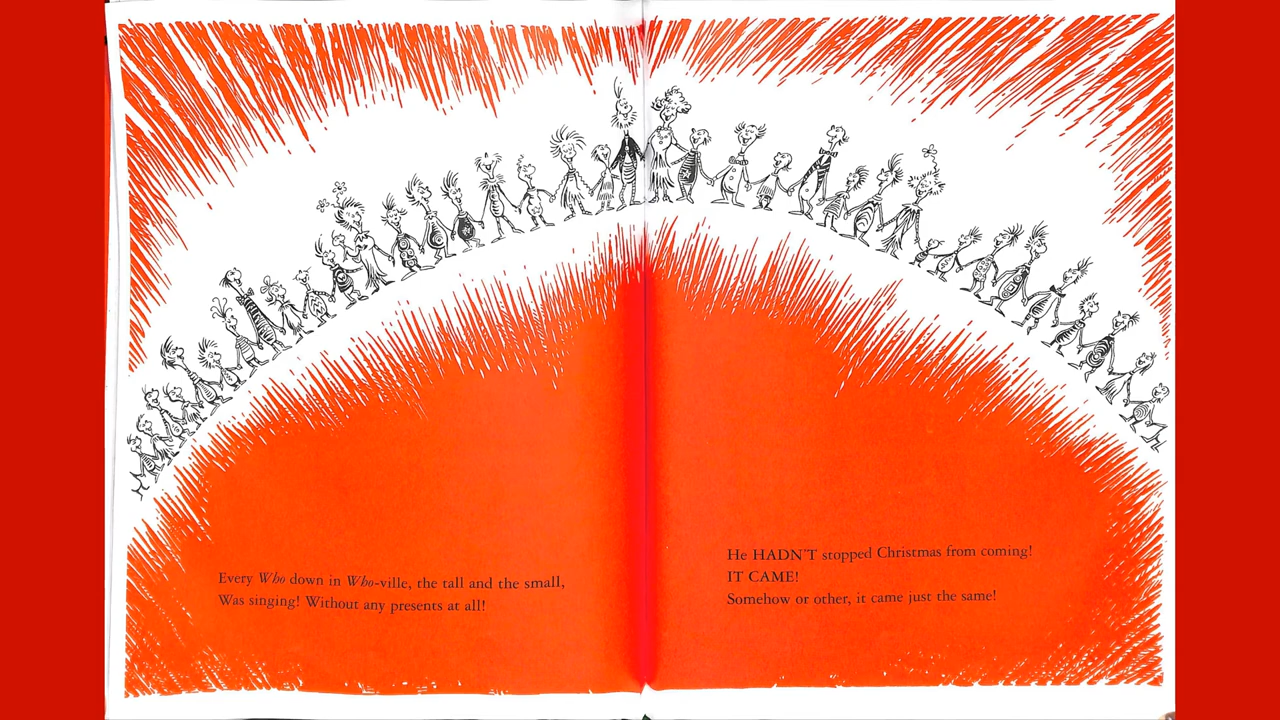 Every Who down in Who-ville, the tall and the small,
Was singing! Without any presents at all!
He HADN'T stopped Christmas from coming!
IT CAME!
Somehow or other, it came just the same!